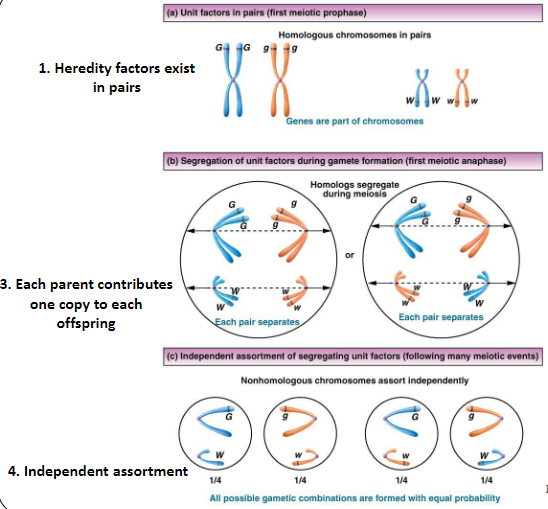 (a) Unit factors in pairs (first meiotic prophase)
Homologous chromosomes in pairs
G G g g
1. Heredity factors exist
in pairs
W W w w
Genes are part of chromosomes
(b) Segregation of unit factors during gamete formation (first meiotic anaphase)
Homologs segregate
during meiosis
G g G g
G g G g
or
3. Each parent contributes
one copy to each
offspring
W w w W
W w w W
Each pair separates Each pair separates
(c) Independent assortment of segregating unit factors (following many meiotic events)
Nonhomologous chromosomes assort independently
G g G g
4. Independent assortment
W w w W
1/4 1/4 1/4 1/4
All possible gametic combinations are formed with equal probability